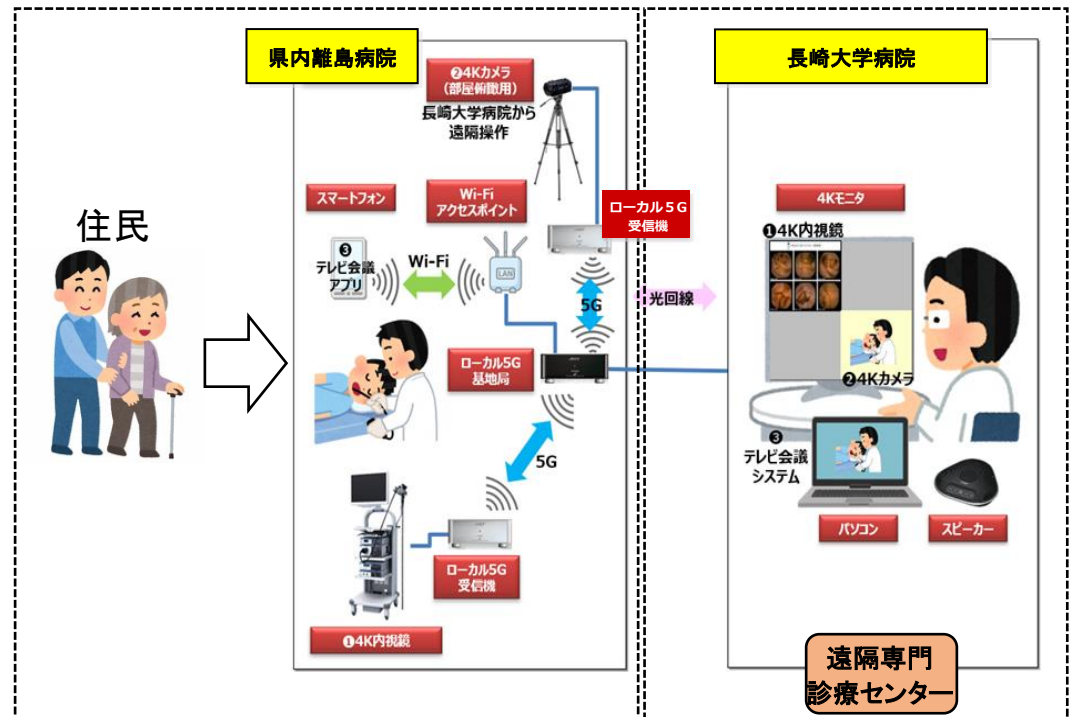 県内離島病院
長崎大学病院
❷4Kカメラ
（部屋俯瞰用）
長崎大学病院から
遠隔操作
スマートフォン
Wi-Fi
アクセスポイント
ローカル５G
受信機
4Kモニタ
❶4K内視鏡
住民
❸
テレビ会議
アプリ
Wi-Fi
LAN
5G
光回線
ローカル5G
基地局
❷4Kカメラ
5G
❸
テレビ会議
システム
パソコン
スピーカー
ローカル5G
受信機
❶4K内視鏡
遠隔専門
診療センター